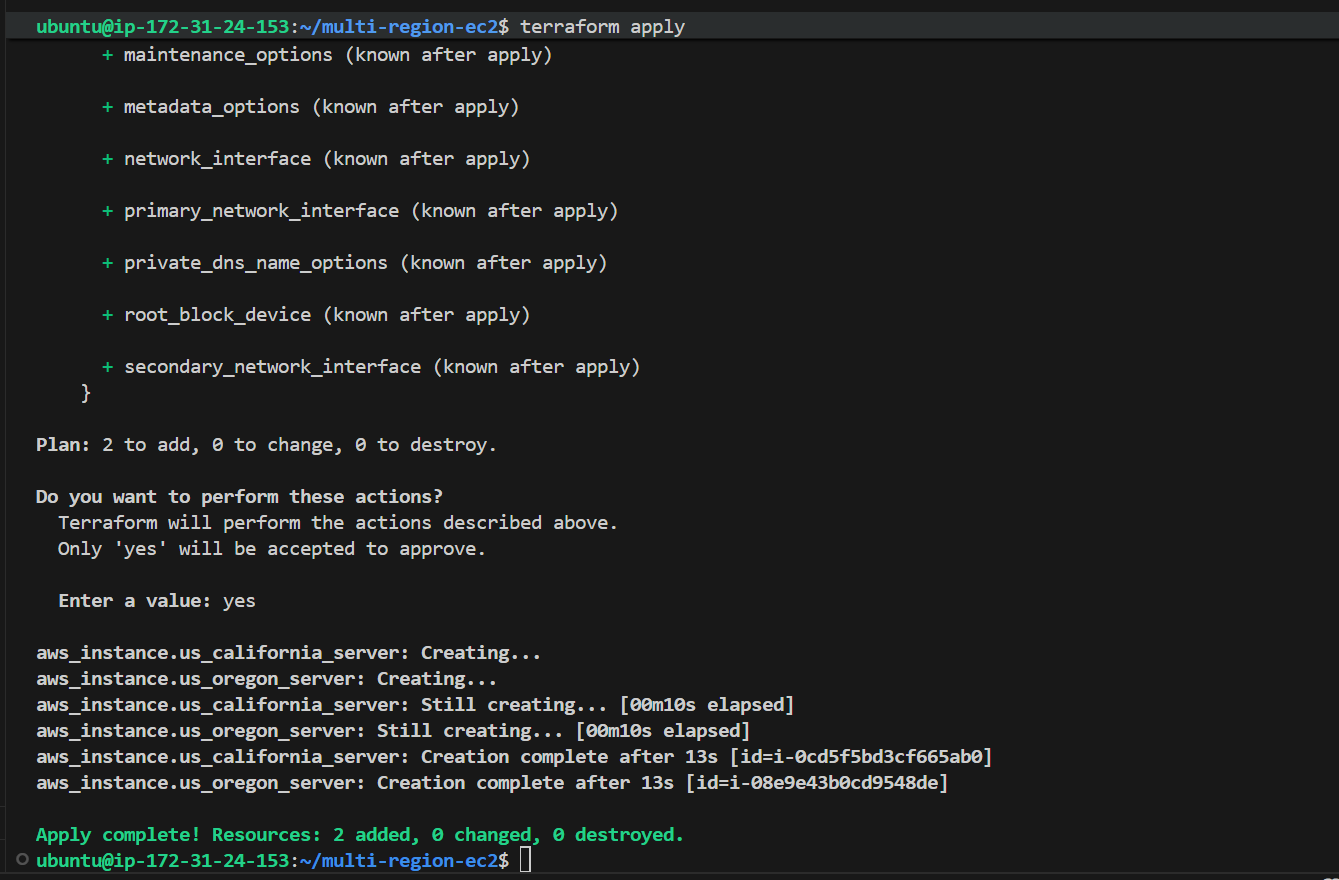 ubuntu@ip-172-31-24-153:~/multi-region-ec2$ terraform apply
+ maintenance_options (known after apply)
+ metadata_options (known after apply)
+ network_interface (known after apply)
+ primary_network_interface (known after apply)
+ private_dns_name_options (known after apply)
+ root_block_device (known after apply)
+ secondary_network_interface (known after apply)
}
Plan: 2 to add, 0 to change, 0 to destroy.
Do you want to perform these actions?
Terraform will perform the actions described above.
Only 'yes' will be accepted to approve.
Enter a value: yes
aws_instance.us_california_server: Creating...
aws_instance.us_oregon_server: Creating...
aws_instance.us_california_server: Still creating... [00m10s elapsed]
aws_instance.us_oregon_server: Still creating... [00m10s elapsed]
aws_instance.us_california_server: Creation complete after 13s [id=i-0cd5f5bd3cf665ab0]
aws_instance.us_oregon_server: Creation complete after 13s [id=i-08e9e43b0cd9548de]
Apply complete! Resources: 2 added, 0 changed, 0 destroyed.
ubuntu@ip-172-31-24-153:~/multi-region-ec2$